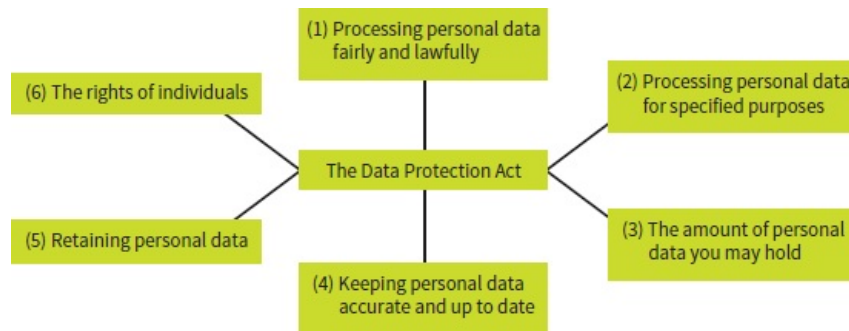 (1) Processing personal data
fairly and lawfully
(6) The rights of individuals
(2) Processing personal data
for specified purposes
The Data Protection Act
(5) Retaining personal data
(3) The amount of personal
data you may hold
(4) Keeping personal data
accurate and up to date